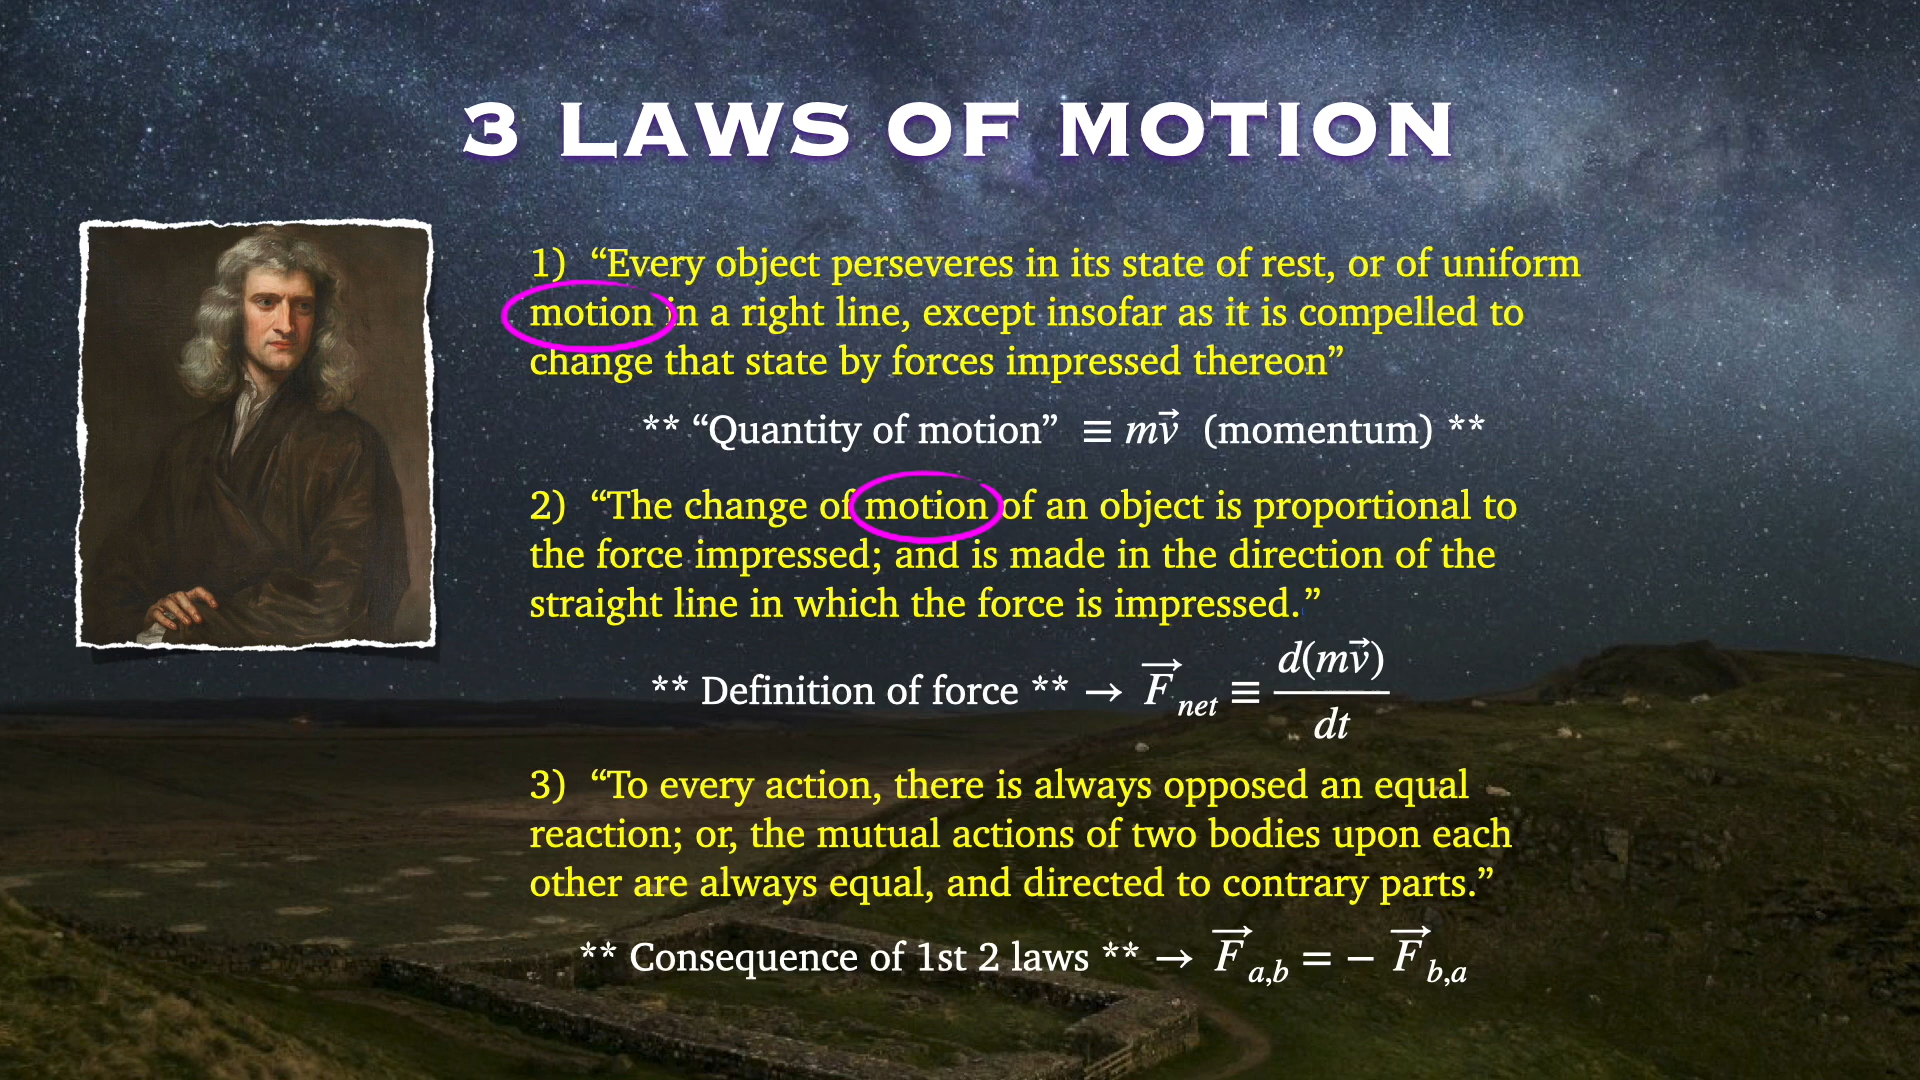 3 LAWS OF MOTION
1) “Every object perseveres in its state of rest, or of uniform
motion in a right line, except insofar as it is compelled to
change that state by forces impressed thereon”
** “Quantity of motion” ≡ mv⃗ (momentum) **
2) “The change of motion of an object is proportional to
the force impressed; and is made in the direction of the
straight line in which the force is impressed.”
** Definition of force ** → F⃗_net ≡ d(mv⃗)/dt
3) “To every action, there is always opposed an equal
reaction; or, the mutual actions of two bodies upon each
other are always equal, and directed to contrary parts.”
** Consequence of 1st 2 laws ** → F⃗_a,b = − F⃗_b,a